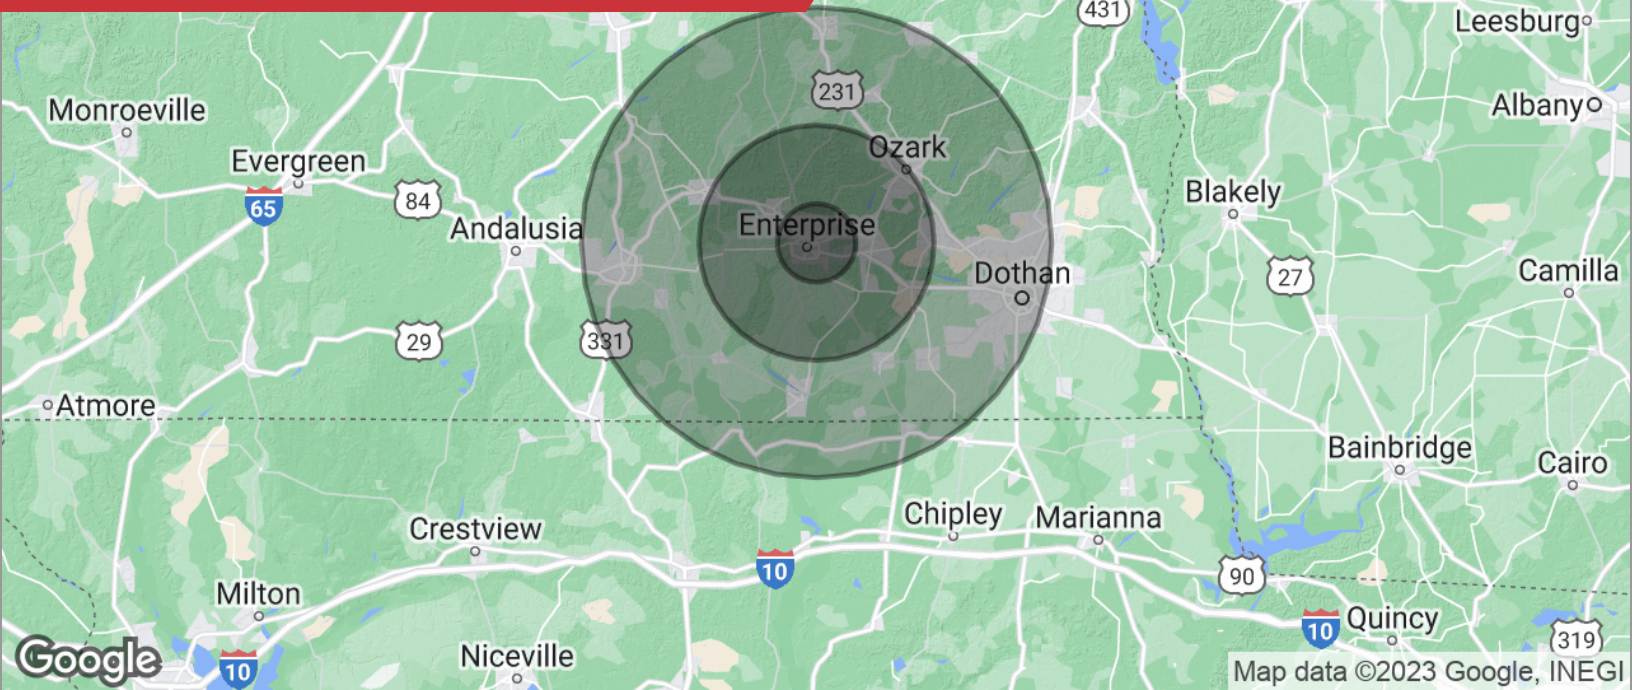 431
Leesburg
231
Albany
Monroeville
Ozark
Evergreen
84
65
Blakely
Enterprise
Andalusia
Dothan
27
Camilla
331
29
Atmore
Bainbridge
Cairo
Chipley
Marianna
Crestview
10
90
Milton
Quincy
10
319
Niceville
Google
10
Map data ©2023 Google, INEGI